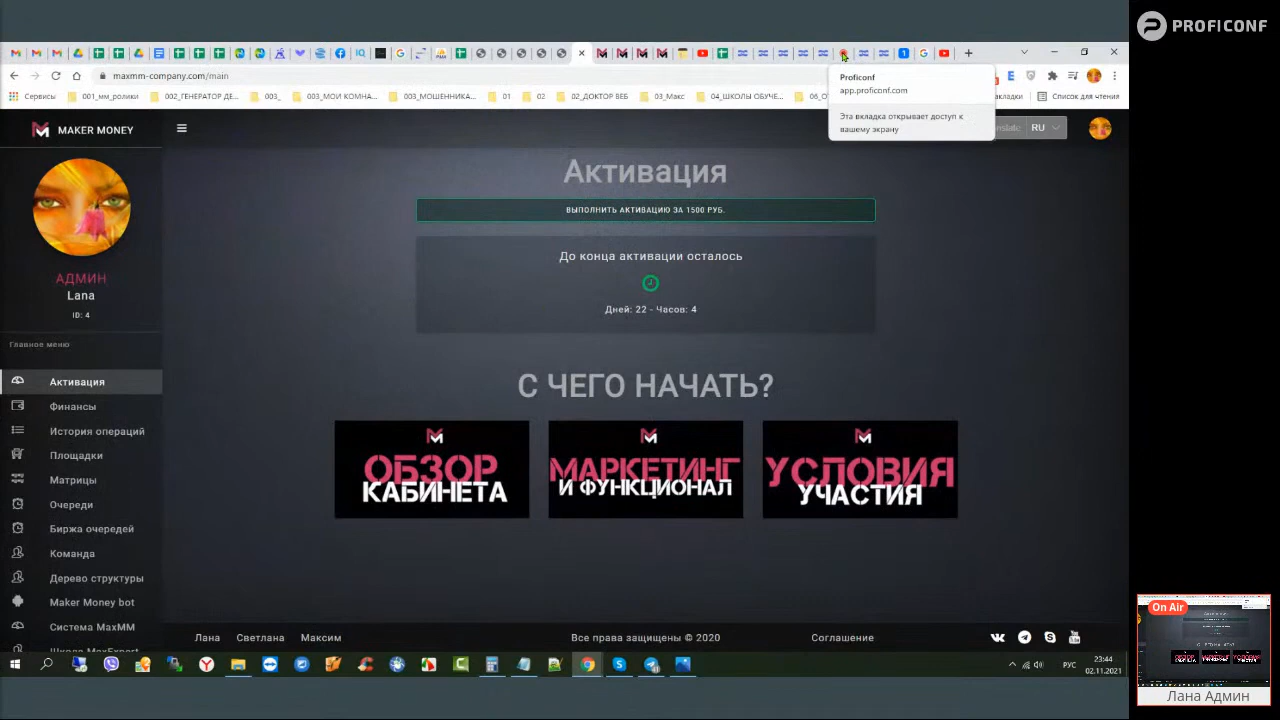 PROFICONF
maxmm-company.com/main
Proficonf
app.proficonf.com
Эта вкладка открывает доступ к
вашему экрану
Сервисы
001_мм_ролики
002_ГЕНЕРАТОР ДЕ...
003_
003_МОИ КОМНА...
003_МОШЕННИКА...
01
02
02_ДОКТОР ВЕБ
03_Макс
04_ШКОЛЫ ОБУЧЕ...
Список для чтения
MAKER MONEY
RU
АДМИН
Lana
ID: 4
Главное меню
Активация
Финансы
История операций
Площадки
Матрицы
Очереди
Биржа очередей
Команда
Дерево структуры
Maker Money bot
Система MaxMM
Активация
ВЫПОЛНИТЬ АКТИВАЦИЮ ЗА 1500 РУБ.
До конца активации осталось
Дней: 22 - Часов: 4
С ЧЕГО НАЧАТЬ?
ОБЗОР
КАБИНЕТА
МАРКЕТИНГ
И ФУНКЦИОНАЛ
УСЛОВИЯ
УЧАСТИЯ
Лана
Светлана
Максим
Все права защищены © 2020
Соглашение
РУС
23:44
02.11.2021
On Air
Лана Админ